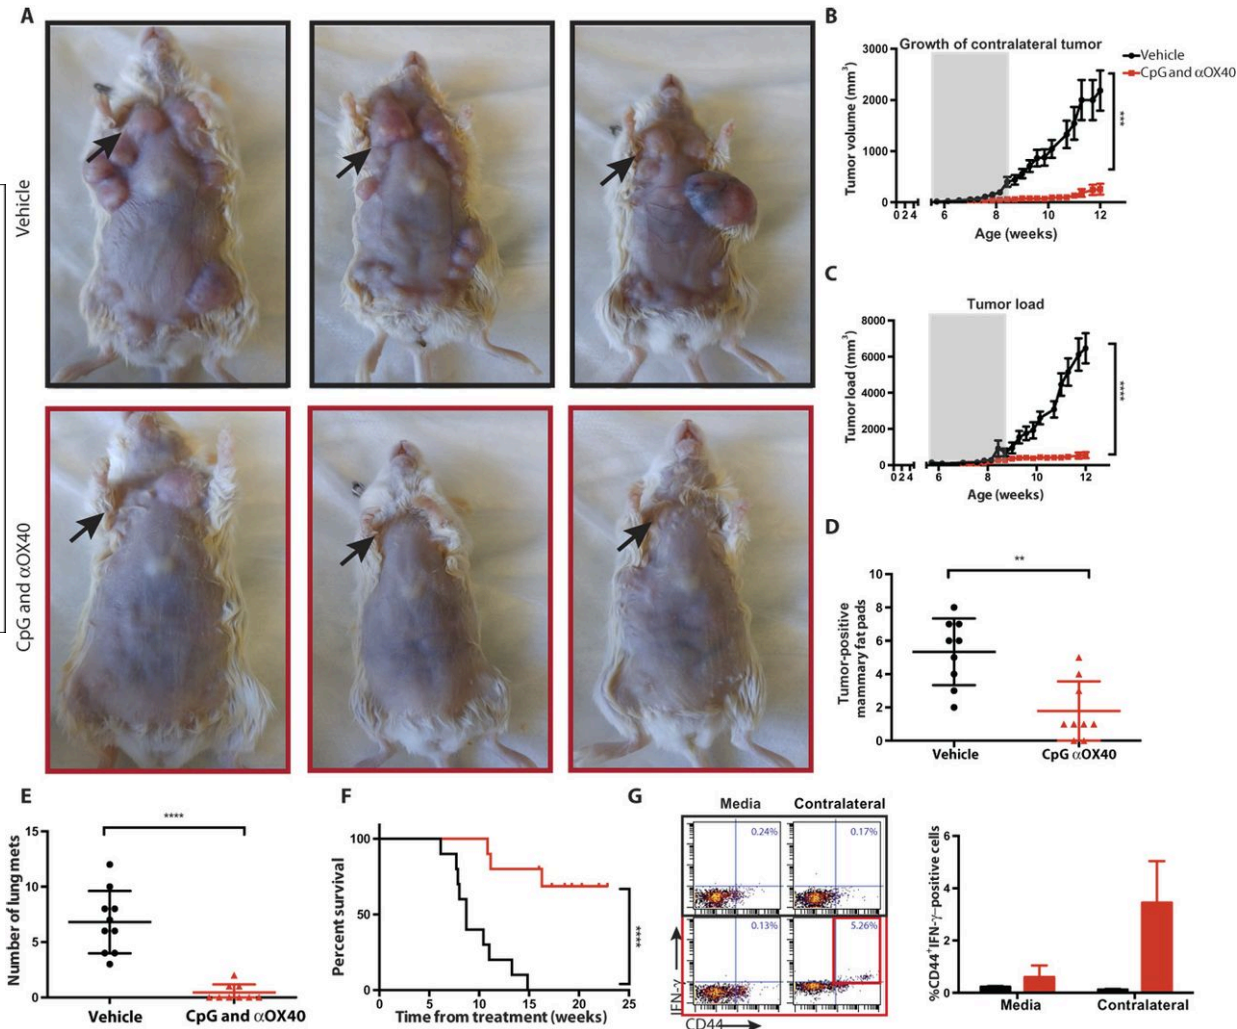 A
Vehicle
CpG and αOX40
B
Growth of contralateral tumor
Vehicle
CpG and αOX40
Tumor volume (mm³)
3000
2000
1000
0
0 2 4 6 8 10 12
Age (weeks)
***
C
Tumor load
Tumor load (mm³)
8000
6000
4000
2000
0
0 2 4 6 8 10 12
Age (weeks)
****
D
**
Tumor-positive
mammary fat pads
10
8
6
4
2
0
Vehicle
CpG αOX40
E
****
Number of lung mets
15
10
5
0
Vehicle
CpG and αOX40
F
Percent survival
100
50
0
0 5 10 15 20 25
Time from treatment (weeks)
****
G
Media
Contralateral
0.24%
0.17%
0.13%
5.26%
IFN-γ
CD44
%CD44⁺IFN-γ–positive cells
6
4
2
0
Media
Contralateral